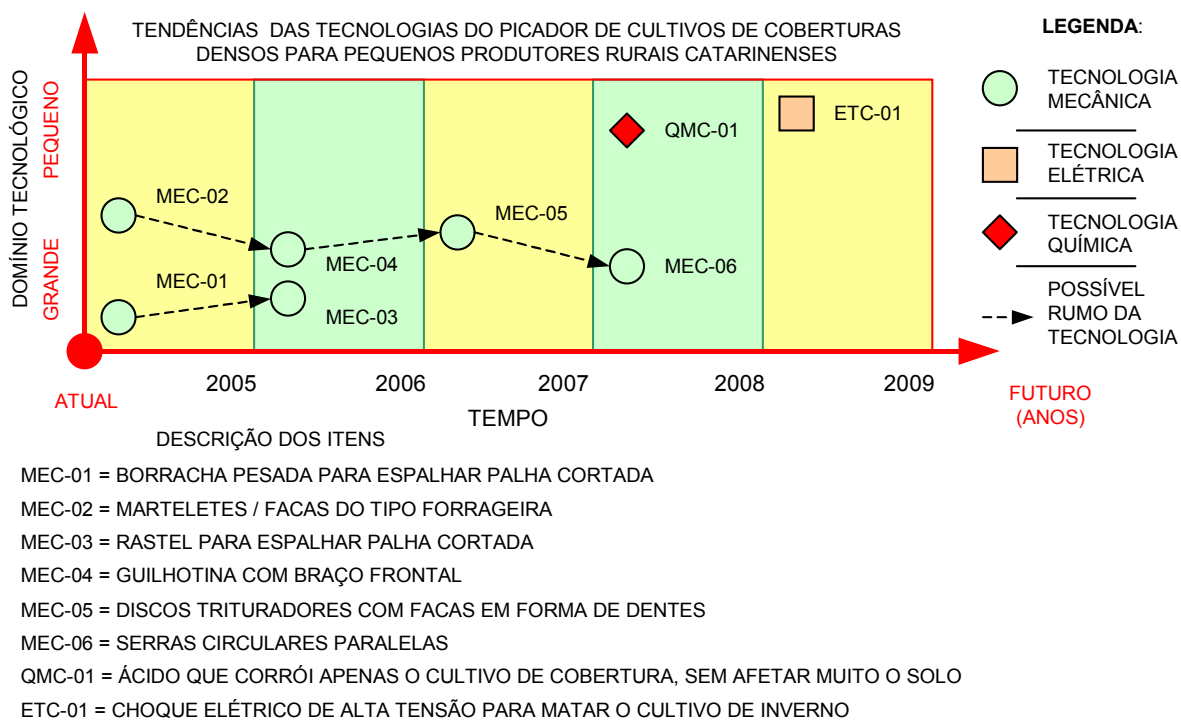 TENDÊNCIAS DAS TECNOLOGIAS DO PICADOR DE CULTIVOS DE COBERTURAS
DENSOS PARA PEQUENOS PRODUTORES RURAIS CATARINENSES
DOMÍNIO TECNOLÓGICO
PEQUENO
GRANDE
MEC-02
MEC-01
MEC-04
MEC-03
MEC-05
MEC-06
QMC-01
ETC-01
2005
2006
2007
2008
2009
ATUAL
TEMPO
FUTURO
(ANOS)
LEGENDA:
TECNOLOGIA
MECÂNICA
TECNOLOGIA
ELÉTRICA
TECNOLOGIA
QUÍMICA
POSSÍVEL
RUMO DA
TECNOLOGIA
DESCRIÇÃO DOS ITENS
MEC-01 = BORRACHA PESADA PARA ESPALHAR PALHA CORTADA
MEC-02 = MARTELETES / FACAS DO TIPO FORRAGEIRA
MEC-03 = RASTEL PARA ESPALHAR PALHA CORTADA
MEC-04 = GUILHOTINA COM BRAÇO FRONTAL
MEC-05 = DISCOS TRITURADORES COM FACAS EM FORMA DE DENTES
MEC-06 = SERRAS CIRCULARES PARALELAS
QMC-01 = ÁCIDO QUE CORRÓI APENAS O CULTIVO DE COBERTURA, SEM AFETAR MUITO O SOLO
ETC-01 = CHOQUE ELÉTRICO DE ALTA TENSÃO PARA MATAR O CULTIVO DE INVERNO